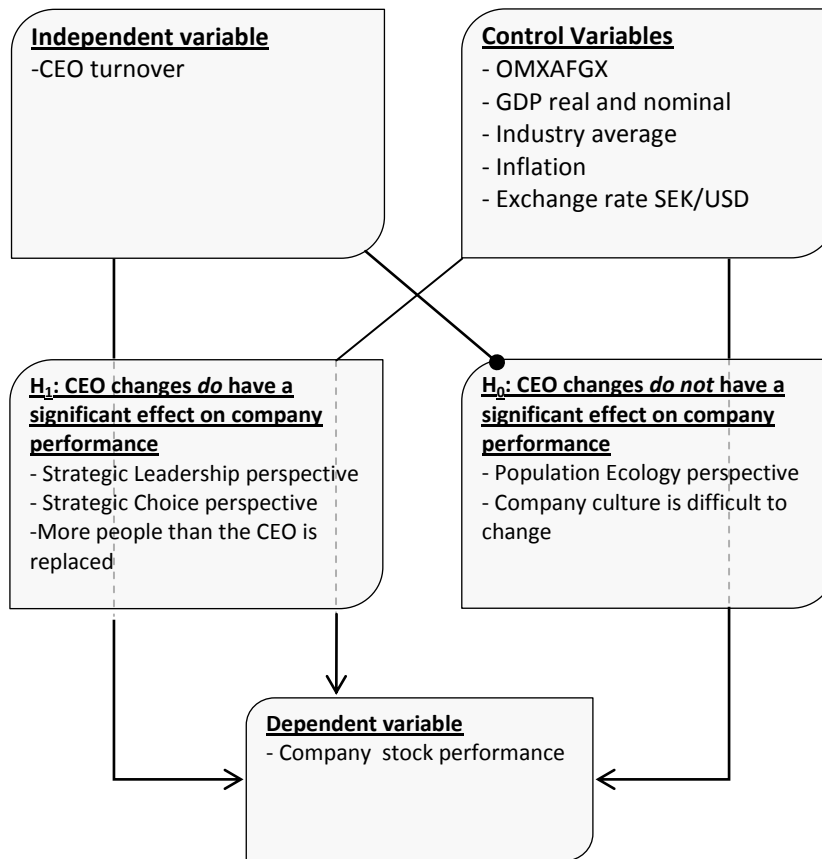 Independent variable
-CEO turnover
Control Variables
- OMXAFGX
- GDP real and nominal
- Industry average
- Inflation
- Exchange rate SEK/USD
H1: CEO changes do have a
significant effect on company
performance
- Strategic Leadership perspective
- Strategic Choice perspective
-More people than the CEO is
replaced
H0: CEO changes do not have a
significant effect on company
performance
- Population Ecology perspective
- Company culture is difficult to
change
Dependent variable
- Company stock performance